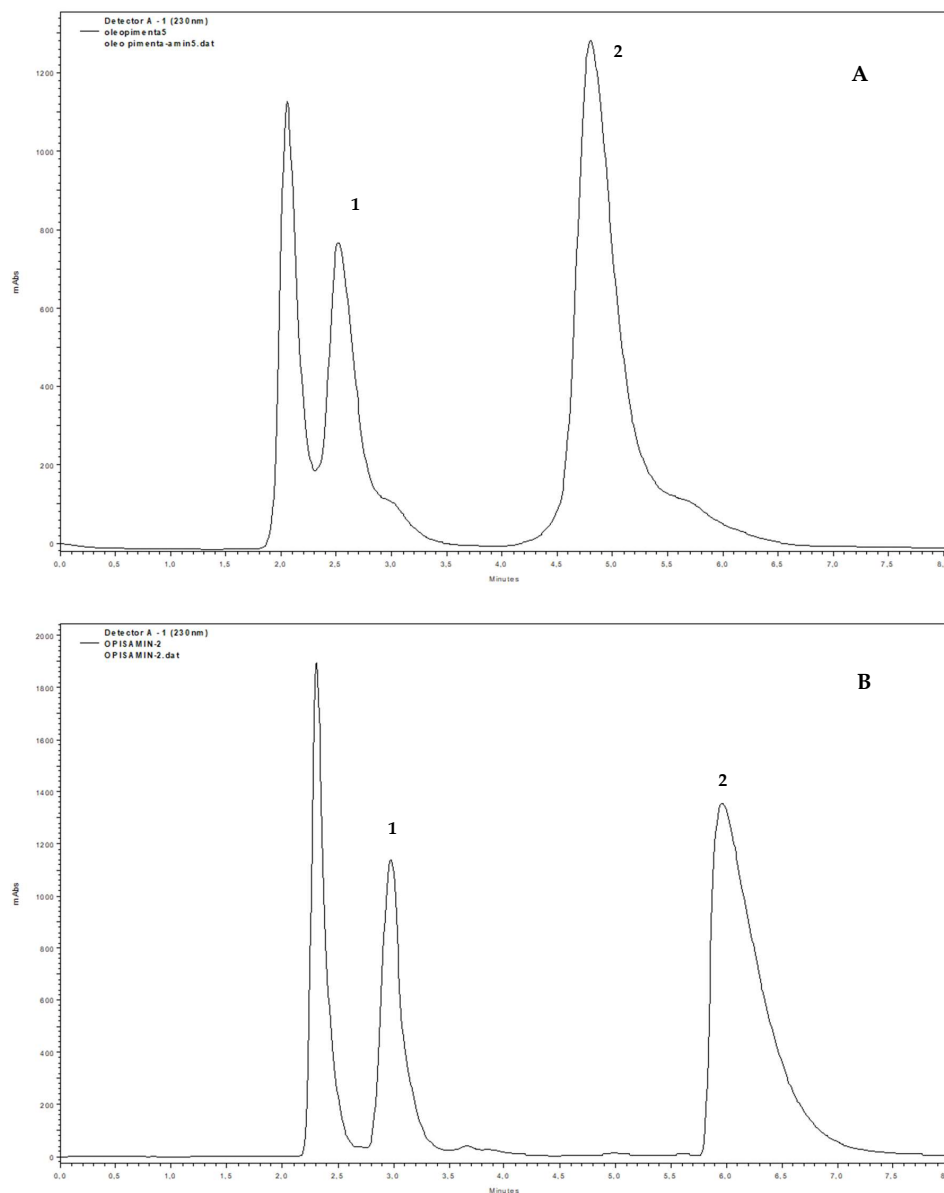 Detector A - 1 (230nm)
oleopimenta5
oleo pimenta-amin5.dat
A
2
1
mAbs
1200
1000
800
600
400
200
0
0,0 0,5 1,0 1,5 2,0 2,5 3,0 3,5 4,0 4,5 5,0 5,5 6,0 6,5 7,0 7,5 8,
Minutes
Detector A - 1 (230nm)
OPISAMIN-2
OPISAMIN-2.dat
B
2
1
mAbs
2000
1800
1600
1400
1200
1000
800
600
400
200
0
0,0 0,5 1,0 1,5 2,0 2,5 3,0 3,5 4,0 4,5 5,0 5,5 6,0 6,5 7,0 7,5 8,
Minutes